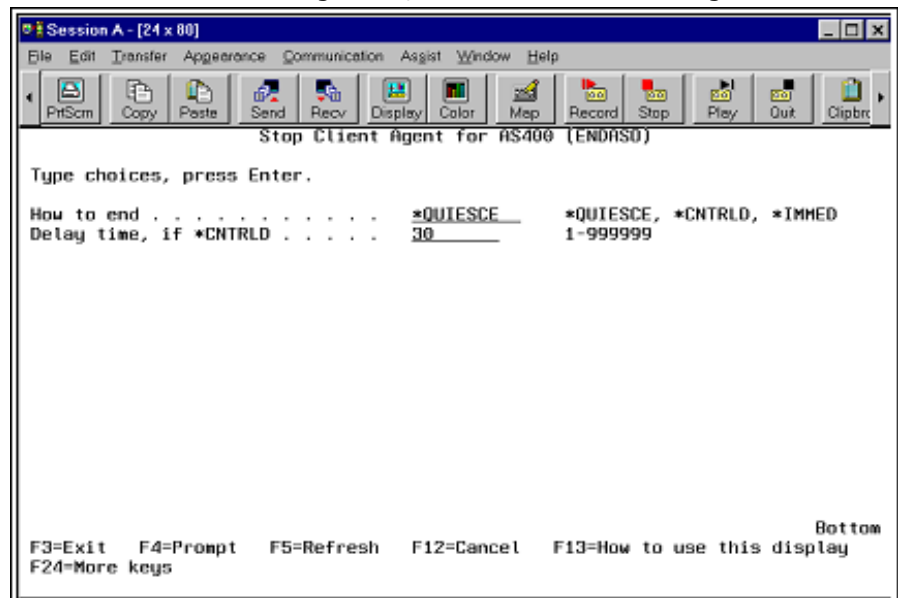 Session A - [24 x 80]
File Edit Transfer Appearance Communication Assist Window Help
PrtScrn Copy Paste Send Recv Display Color Map Record Stop Play Quit Clipbr
Stop Client Agent for AS400 (ENDASO)
Type choices, press Enter.
How to end . . . . . . . . . . . *QUIESCE *QUIESCE, *CNTRLD, *IMMED
Delay time, if *CNTRLD . . . . . 30 1-999999
Bottom
F3=Exit F4=Prompt F5=Refresh F12=Cancel F13=How to use this display
F24=More keys